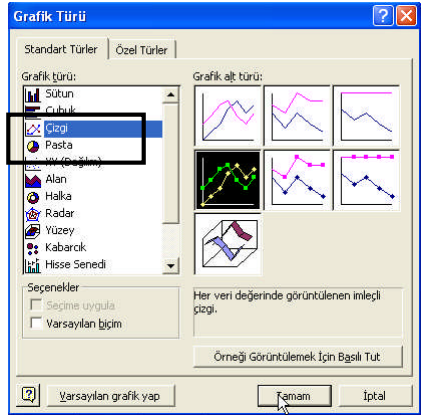 Grafik Türü
Standart Türler
Özel Türler
Grafik türü:
Sütun
Çubuk
Çizgi
Pasta
XY (Dağılım)
Alan
Halka
Radar
Yüzey
Kabarcık
Hisse Senedi
Grafik alt türü:
Seçenekler
Seçime uygula
Varsayılan biçim
Her veri değerinde görüntülenen imleçli
çizgi.
Örneği Görüntülemek İçin Basılı Tut
Varsayılan grafik yap
Tamam
İptal